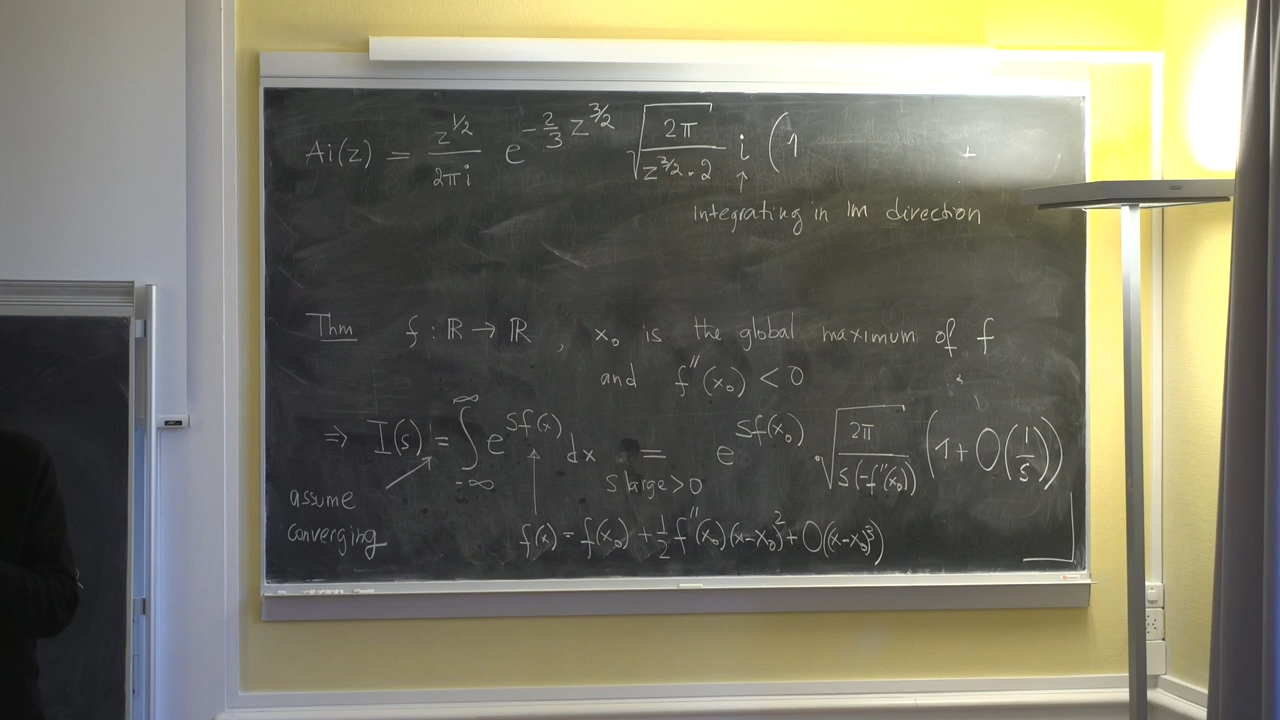 Ai(z) = z^{1/2} / 2πi e^{-2/3 z^{3/2}} √(2π / z^{3/2} · 2) i (1 +
↑
integrating in Im direction
Thm f : ℝ → ℝ , x₀ is the global maximum of f
and f''(x₀) < 0
⇒ I(s) = ∫_{-∞}^{∞} e^{sf(x)} dx = e^{sf(x₀)} √(2π / s(-f''(x₀))) (1 + O(1/s))
s large > 0
assume
converging
f(x) = f(x₀) + ½ f''(x₀)(x-x₀)² + O((x-x₀)³)